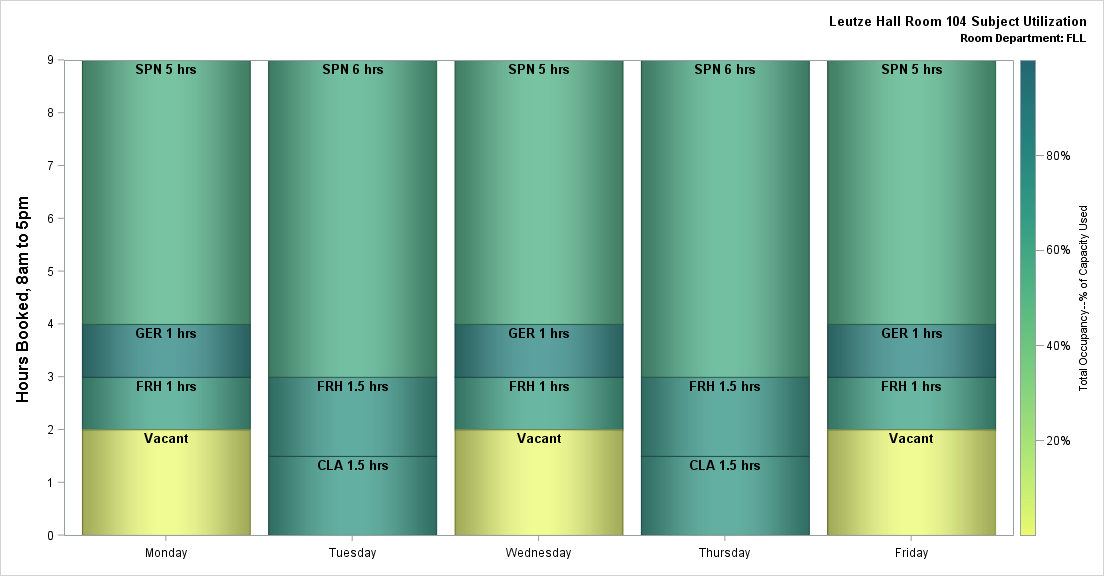 Leutze Hall Room 104 Subject Utilization
Room Department: FLL
Hours Booked, 8am to 5pm
9
8
7
6
5
4
3
2
1
0
SPN 5 hrs
GER 1 hrs
FRH 1 hrs
Vacant
SPN 6 hrs
FRH 1.5 hrs
CLA 1.5 hrs
SPN 5 hrs
GER 1 hrs
FRH 1 hrs
Vacant
SPN 6 hrs
FRH 1.5 hrs
CLA 1.5 hrs
SPN 5 hrs
GER 1 hrs
FRH 1 hrs
Vacant
Monday
Tuesday
Wednesday
Thursday
Friday
80%
60%
40%
20%
Total Occupancy--% of Capacity Used